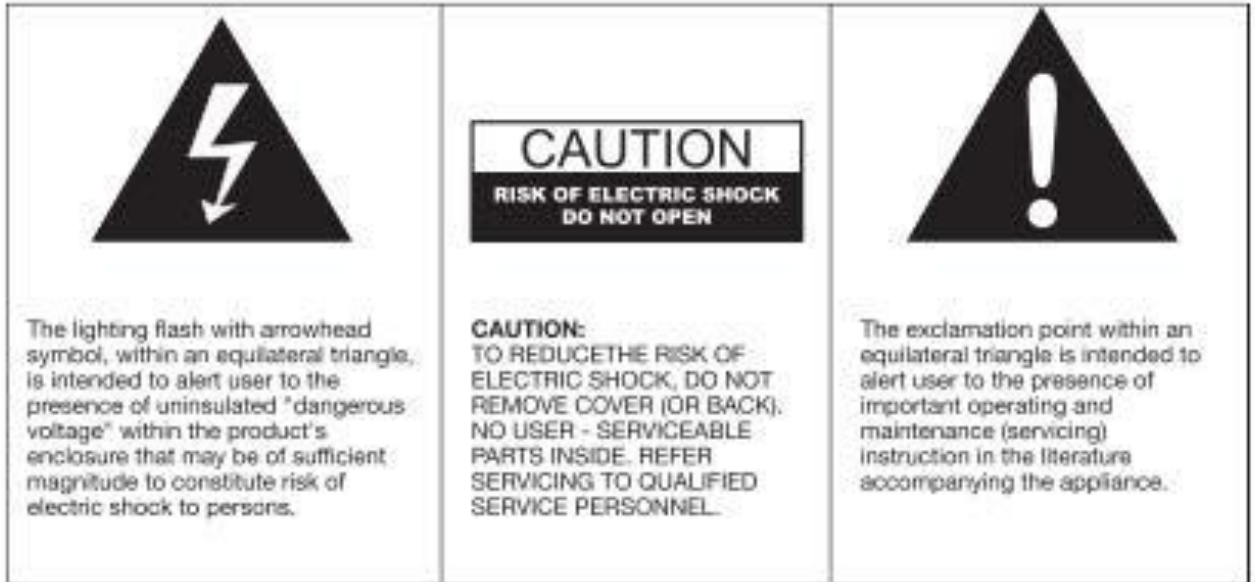 The lighting flash with arrowhead
symbol, within an equilateral triangle,
is intended to alert user to the
presence of uninsulated "dangerous
voltage" within the product's
enclosure that may be of sufficient
magnitude to constitute risk of
electric shock to persons.
CAUTION
RISK OF ELECTRIC SHOCK
DO NOT OPEN
CAUTION:
TO REDUCETHE RISK OF
ELECTRIC SHOCK, DO NOT
REMOVE COVER (OR BACK).
NO USER - SERVICEABLE
PARTS INSIDE. REFER
SERVICING TO QUALIFIED
SERVICE PERSONNEL.
The exclamation point within an
equilateral triangle is intended to
alert user to the presence of
important operating and
maintenance (servicing)
instruction in the literature
accompanying the appliance.